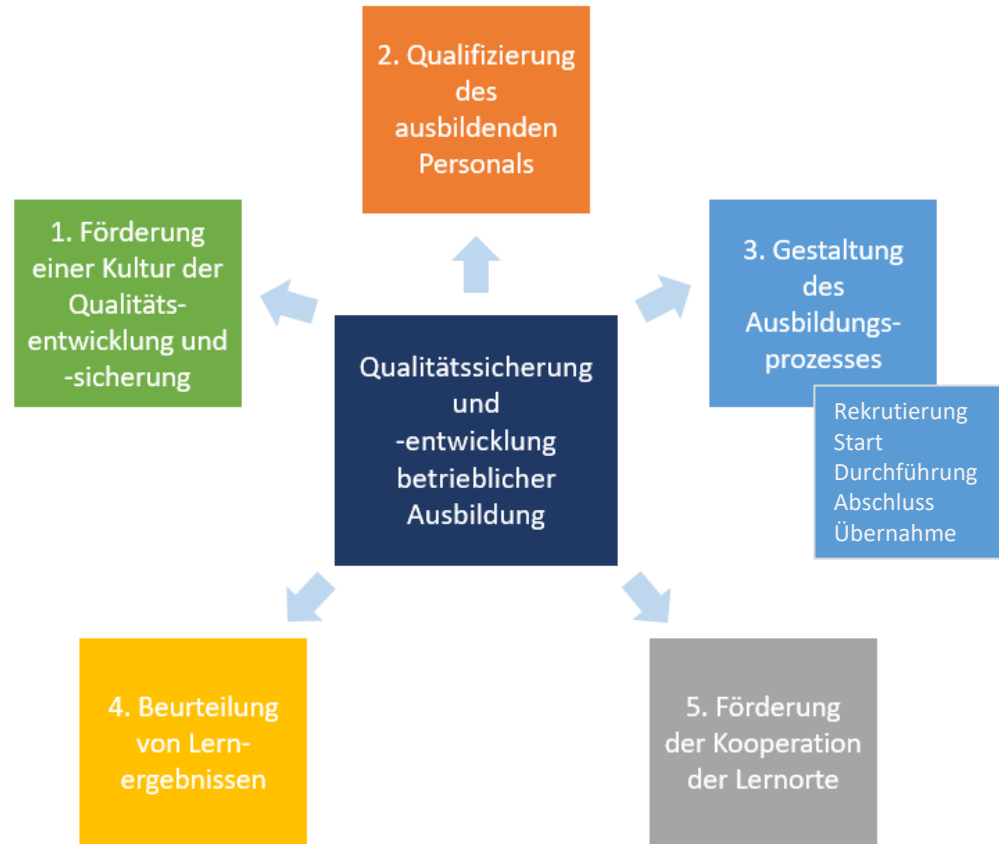 2. Qualifizierung
des
ausbildenden
Personals
1. Förderung
einer Kultur der
Qualitäts-
entwicklung und
-sicherung
3. Gestaltung
des
Ausbildungs-
prozesses
Rekrutierung
Start
Durchführung
Abschluss
Übernahme
Qualitätssicherung
und
-entwicklung
betrieblicher
Ausbildung
4. Beurteilung
von Lern-
ergebnissen
5. Förderung
der Kooperation
der Lernorte